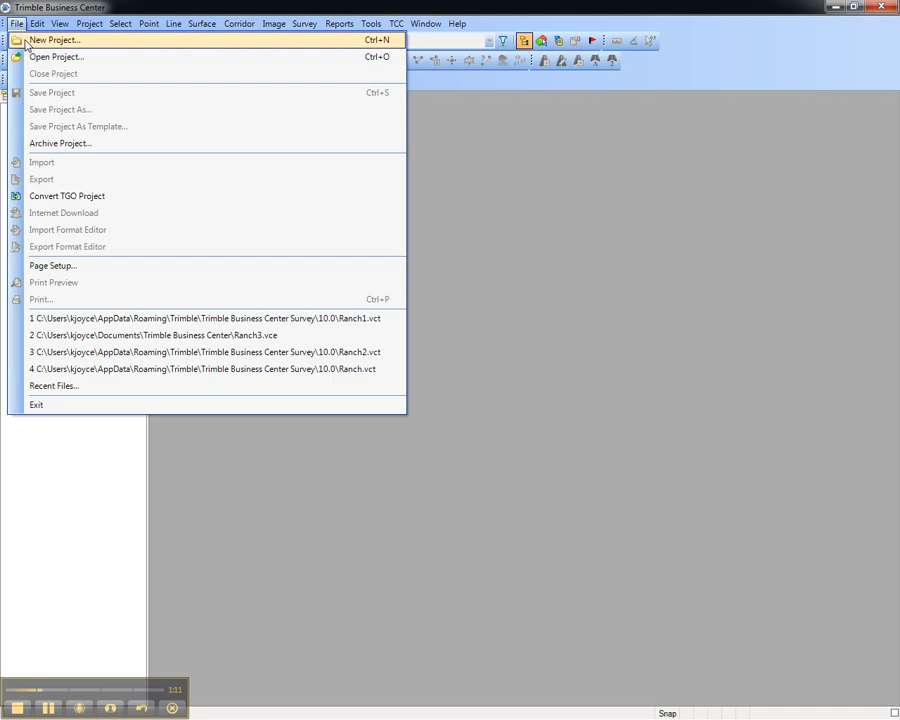 Trimble Business Center
File Edit View Project Select Point Line Surface Corridor Image Survey Reports Tools TCC Window Help
New Project... Ctrl+N
Open Project... Ctrl+O
Close Project
Save Project Ctrl+S
Save Project As...
Save Project As Template...
Archive Project...
Import
Export
Convert TGO Project
Internet Download
Import Format Editor
Export Format Editor
Page Setup...
Print Preview
Print... Ctrl+P
1 C:\Users\kjoyce\AppData\Roaming\Trimble\Trimble Business Center Survey\10.0\Ranch1.vct
2 C:\Users\kjoyce\Documents\Trimble Business Center\Ranch3.vce
3 C:\Users\kjoyce\AppData\Roaming\Trimble\Trimble Business Center Survey\10.0\Ranch2.vct
4 C:\Users\kjoyce\AppData\Roaming\Trimble\Trimble Business Center Survey\10.0\Ranch.vct
Recent Files...
Exit
1:11
Snap